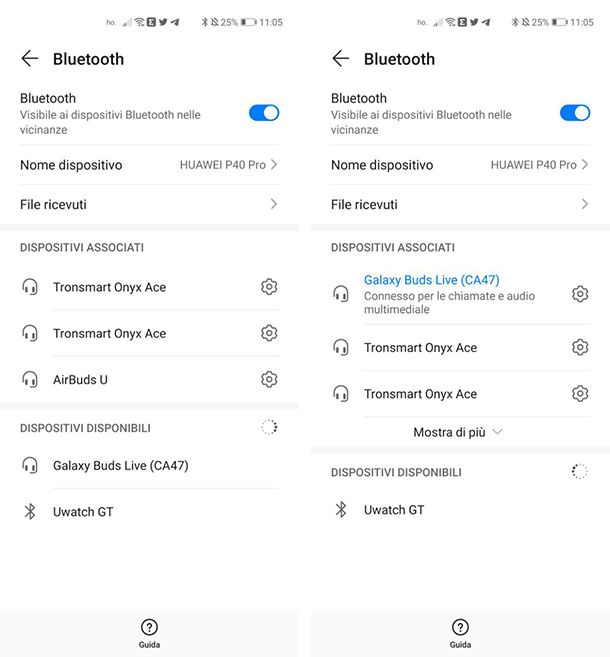 ho. 25% 11:05
Bluetooth
Bluetooth
Visibile ai dispositivi Bluetooth nelle
vicinanze
Nome dispositivo HUAWEI P40 Pro
File ricevuti
DISPOSITIVI ASSOCIATI
Tronsmart Onyx Ace
Tronsmart Onyx Ace
AirBuds U
DISPOSITIVI DISPONIBILI
Galaxy Buds Live (CA47)
Uwatch GT
Guida
ho. 25% 11:05
Bluetooth
Bluetooth
Visibile ai dispositivi Bluetooth nelle
vicinanze
Nome dispositivo HUAWEI P40 Pro
File ricevuti
DISPOSITIVI ASSOCIATI
Galaxy Buds Live (CA47)
Connesso per le chiamate e audio
multimediale
Tronsmart Onyx Ace
Tronsmart Onyx Ace
Mostra di più
DISPOSITIVI DISPONIBILI
Uwatch GT
Guida